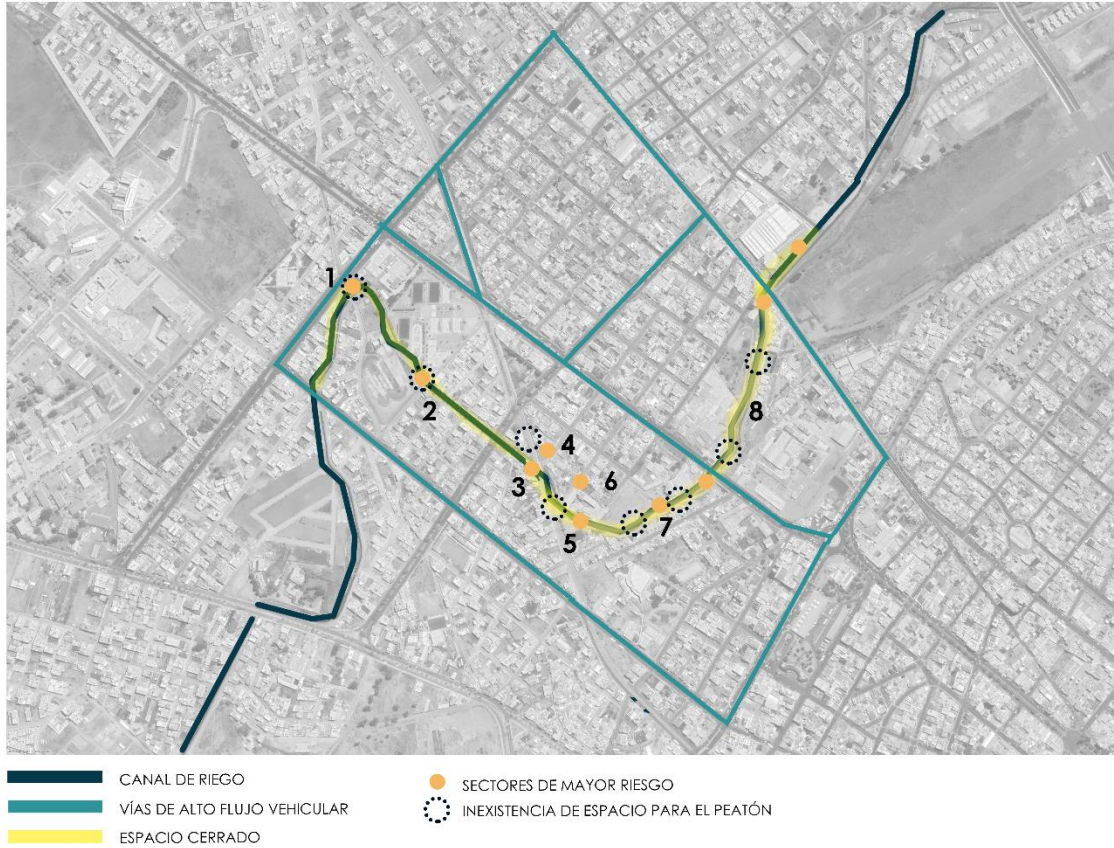 1
2
3
4
5
6
7
8
CANAL DE RIEGO
VÍAS DE ALTO FLUJO VEHICULAR
ESPACIO CERRADO
SECTORES DE MAYOR RIESGO
INEXISTENCIA DE ESPACIO PARA EL PEATÓN